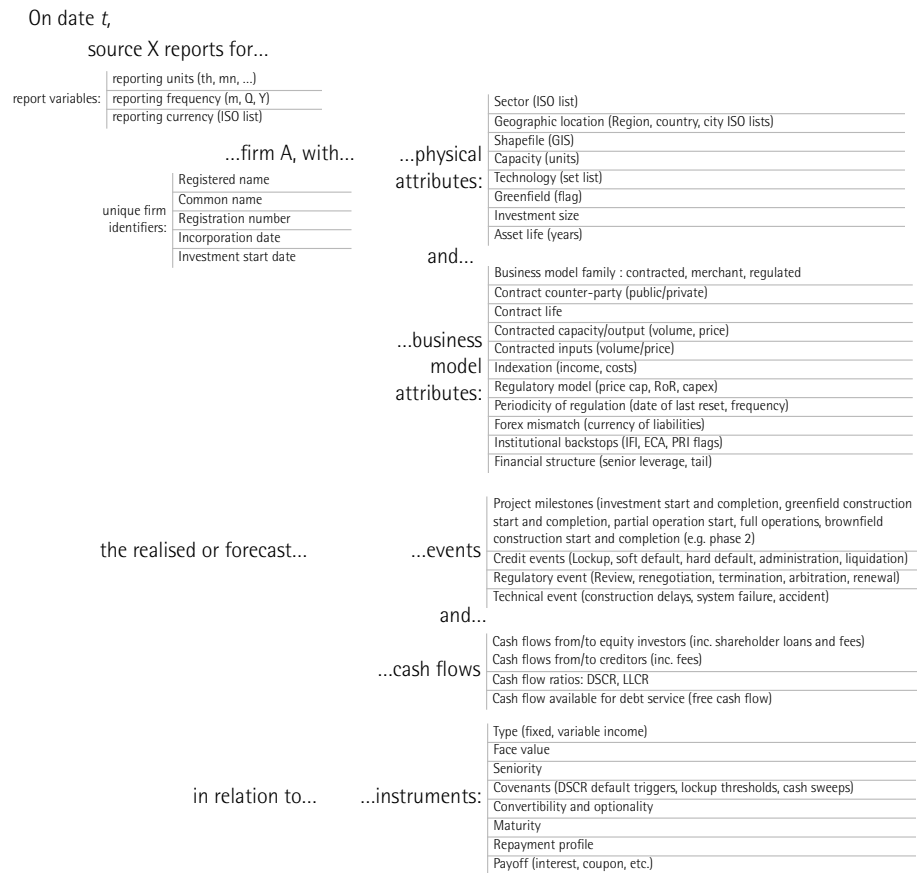 On date t,
source X reports for...
report variables:
reporting units (th, mn, ...)
reporting frequency (m, Q, Y)
reporting currency (ISO list)
...firm A, with...
unique firm
identifiers:
Registered name
Common name
Registration number
Incorporation date
Investment start date
...physical
attributes:
Sector (ISO list)
Geographic location (Region, country, city ISO lists)
Shapefile (GIS)
Capacity (units)
Technology (set list)
Greenfield (flag)
Investment size
Asset life (years)
and...
...business
model
attributes:
Business model family : contracted, merchant, regulated
Contract counter-party (public/private)
Contract life
Contracted capacity/output (volume, price)
Contracted inputs (volume/price)
Indexation (income, costs)
Regulatory model (price cap, RoR, capex)
Periodicity of regulation (date of last reset, frequency)
Forex mismatch (currency of liabilities)
Institutional backstops (IFI, ECA, PRI flags)
Financial structure (senior leverage, tail)
the realised or forecast...
...events
Project milestones (investment start and completion, greenfield construction
start and completion, partial operation start, full operations, brownfield
construction start and completion (e.g. phase 2)
Credit events (Lockup, soft default, hard default, administration, liquidation)
Regulatory event (Review, renegotiation, termination, arbitration, renewal)
Technical event (construction delays, system failure, accident)
and...
...cash flows
Cash flows from/to equity investors (inc. shareholder loans and fees)
Cash flows from/to creditors (inc. fees)
Cash flow ratios: DSCR, LLCR
Cash flow available for debt service (free cash flow)
in relation to...
...instruments:
Type (fixed, variable income)
Face value
Seniority
Covenants (DSCR default triggers, lockup thresholds, cash sweeps)
Convertibility and optionality
Maturity
Repayment profile
Payoff (interest, coupon, etc.)